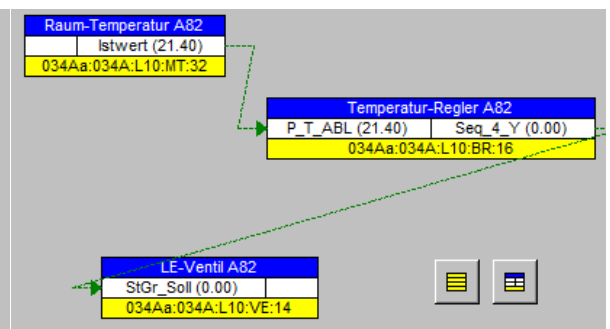 Raum-Temperatur A82
Istwert (21.40)
034Aa:034A:L10:MT:32
Temperatur-Regler A82
P_T_ABL (21.40) Seq_4_Y (0.00)
034Aa:034A:L10:BR:16
LE-Ventil A82
StGr_Soll (0.00)
034Aa:034A:L10:VE:14